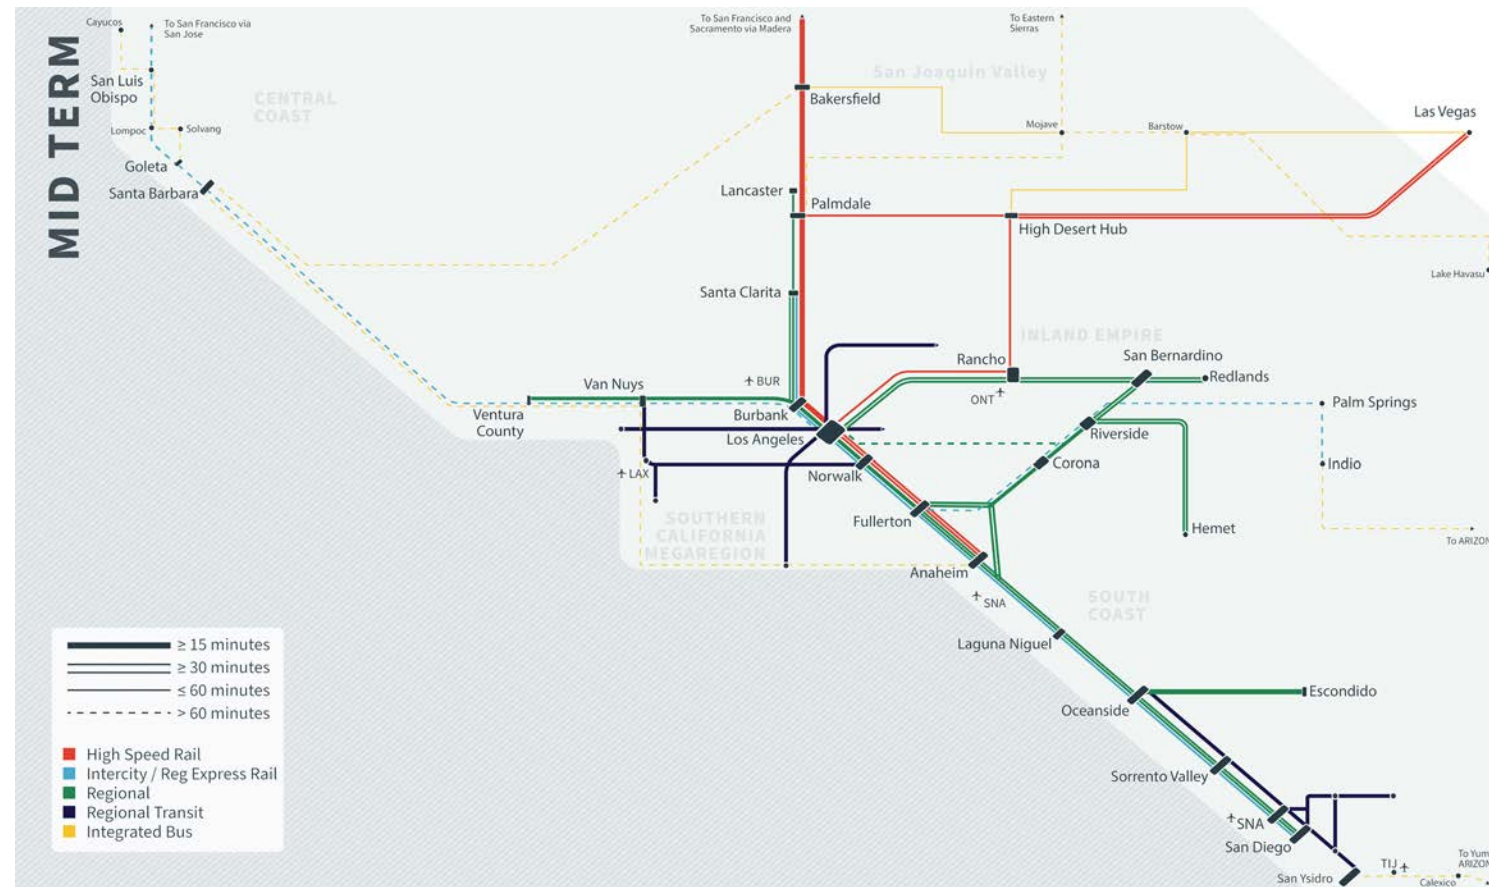 MID TERM
Cayucos
To San Francisco via
San Jose
To San Francisco and
Sacramento via Madera
To Eastern
Sierras
San Joaquin Valley
San Luis
Obispo
CENTRAL
COAST
Bakersfield
Las Vegas
Lompoc
Solvang
Mojave
Barstow
Goleta
Santa Barbara
Lancaster
Palmdale
High Desert Hub
Lake Havasu
Santa Clarita
INLAND EMPIRE
Rancho
San Bernardino
Van Nuys
BUR
ONT
Redlands
Ventura
County
Burbank
Los Angeles
Palm Springs
Riverside
LAX
Norwalk
Corona
Indio
Fullerton
SOUTHERN
CALIFORNIA
MEGAREGION
Hemet
To ARIZON
Anaheim
SNA
SOUTH
COAST
Laguna Niguel
Oceanside
Escondido
Sorrento Valley
SNA
San Diego
San Ysidro
TIJ
Calexico
To Yum
ARIZON
≥ 15 minutes
≥ 30 minutes
≤ 60 minutes
> 60 minutes
High Speed Rail
Intercity / Reg Express Rail
Regional
Regional Transit
Integrated Bus